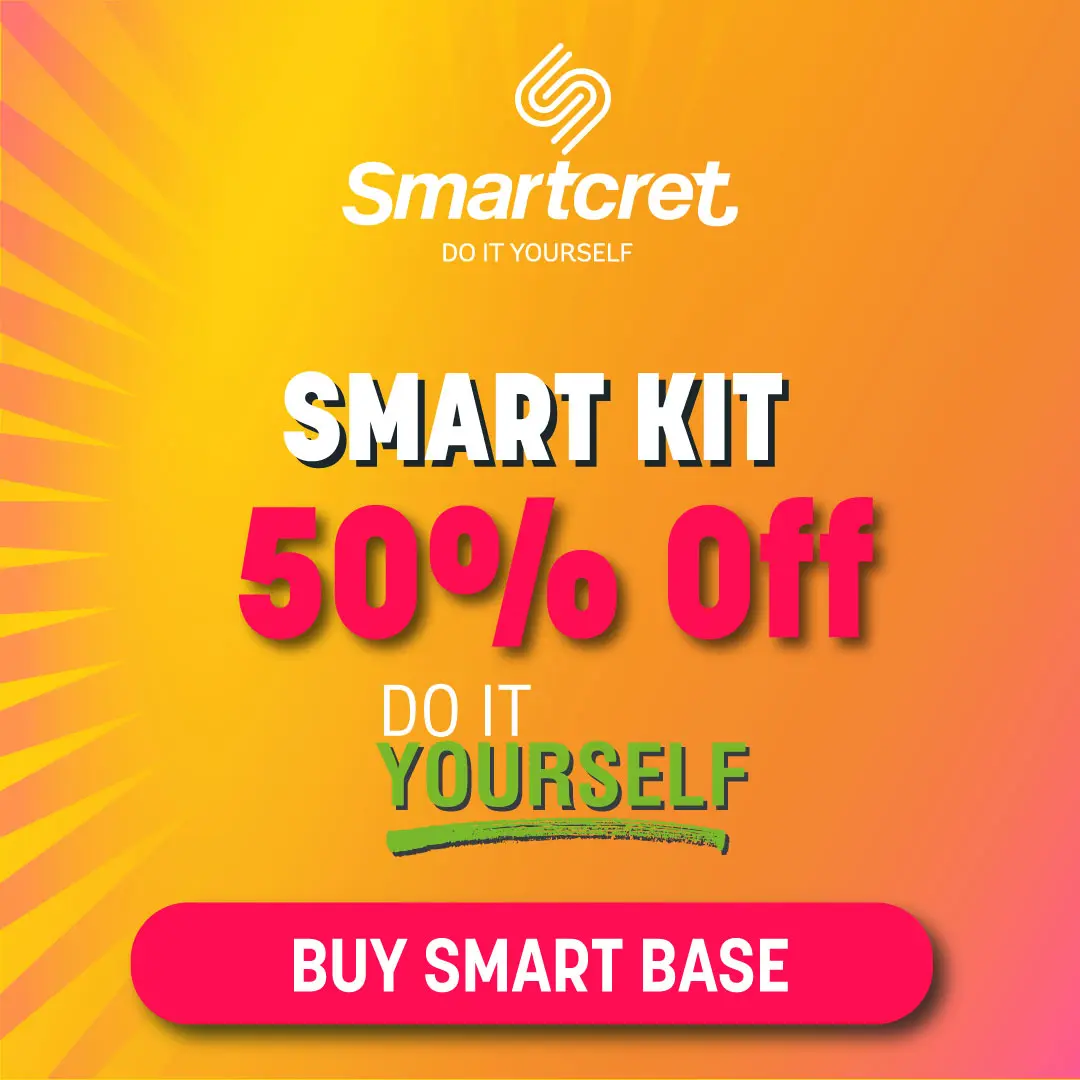 Smartcret
DO IT YOURSELF
SMART KIT
50% Off
DO IT
YOURSELF
BUY SMART BASE